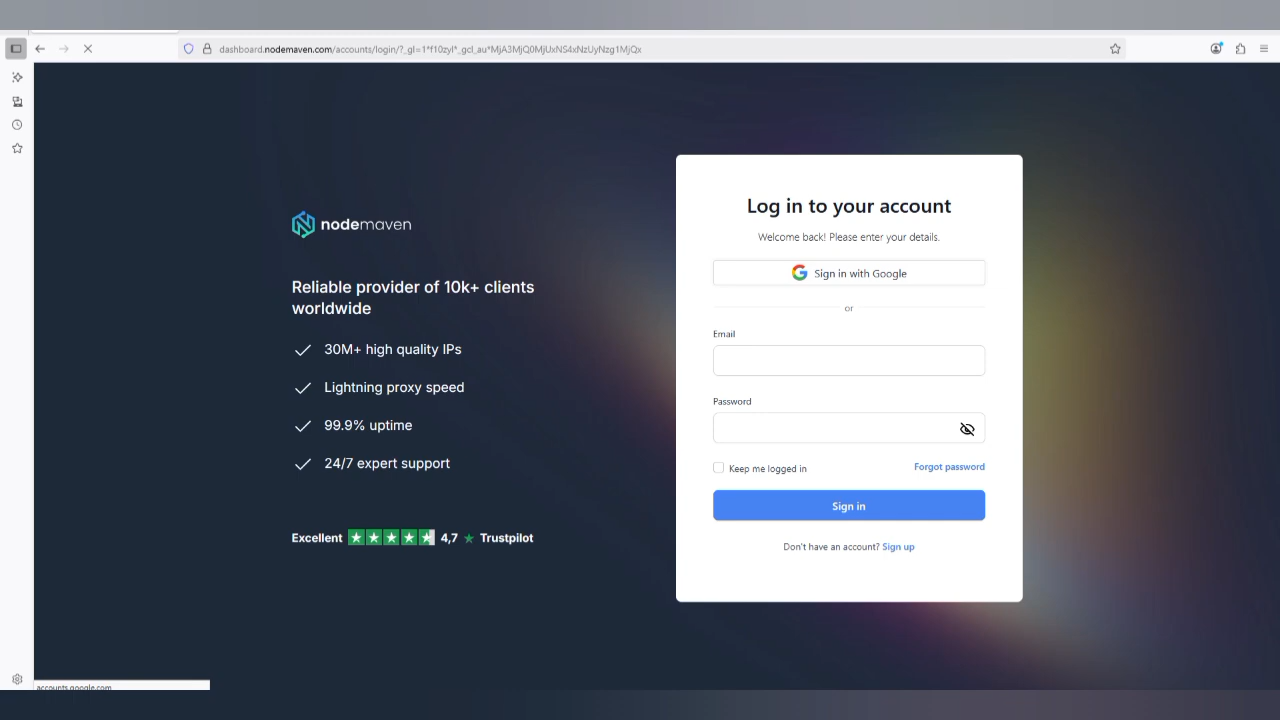 dashboard.nodemaven.com/accounts/login/?_gl=1*f10zyl*_gcl_au*MjA3MjQ0MjUxNS4xNzUyNzg1MjQx
nodemaven
Reliable provider of 10k+ clients
worldwide
30M+ high quality IPs
Lightning proxy speed
99.9% uptime
24/7 expert support
Excellent 4,7 Trustpilot
Log in to your account
Welcome back! Please enter your details.
Sign in with Google
or
Email
Password
Keep me logged in
Forgot password
Sign in
Don't have an account? Sign up
accounts.google.com